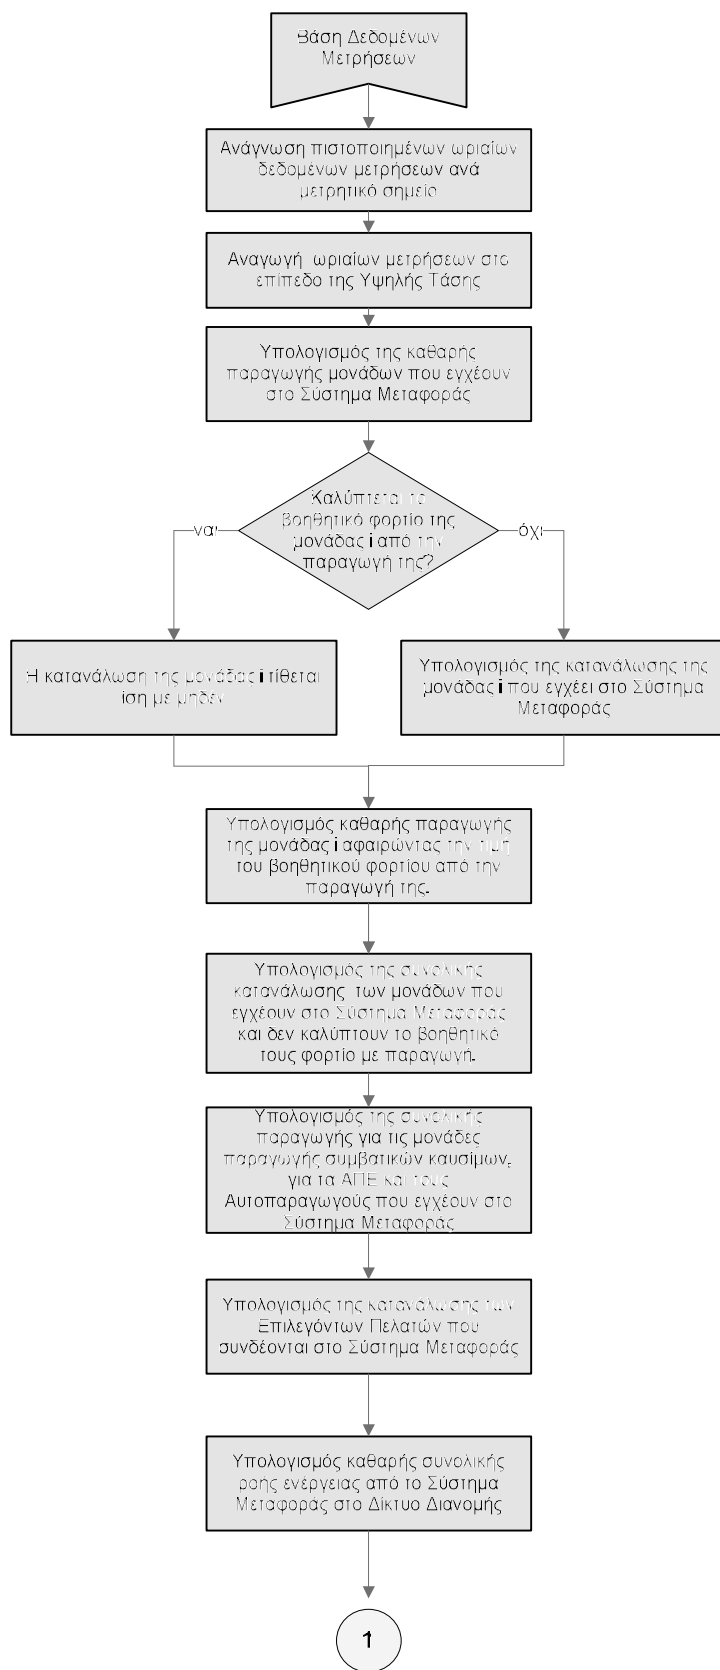 Βάση Δεδομένων
Μετρήσεων
Ανάγνωση πιστοποιημένων ωριαίων
δεδομένων μετρήσεων ανά
μετρητικό σημείο
Αναγωγή ωριαίων μετρήσεων στο
επίπεδο της Υψηλής Τάσης
Υπολογισμός της καθαρής
παραγωγής μονάδων που εγχέουν
στο Σύστημα Μεταφοράς
Καλύπτεται το
βοηθητικό φορτίο της
μονάδας i από την
παραγωγή της?
ναι
όχι
Η κατανάλωση της μονάδας i τίθεται
ίση με μηδέν
Υπολογισμός της κατανάλωσης της
μονάδας i που εγχέει στο Σύστημα
Μεταφοράς
Υπολογισμός καθαρής παραγωγής
της μονάδας i αφαιρώντας την τιμή
του βοηθητικού φορτίου από την
παραγωγή της.
Υπολογισμός της συνολικής
κατανάλωσης των μονάδων που
εγχέουν στο Σύστημα Μεταφοράς
και δεν καλύπτουν το βοηθητικό
τους φορτίο με παραγωγή.
Υπολογισμός της συνολικής
παραγωγής για τις μονάδες
παραγωγής συμβατικών καυσίμων,
για τα ΑΠΕ και τους
Αυτοπαραγωγούς που εγχέουν στο
Σύστημα Μεταφοράς
Υπολογισμός της κατανάλωσης των
Επιλεγόντων Πελατών που
συνδέονται στο Σύστημα Μεταφοράς
Υπολογισμός καθαρής συνολικής
ροής ενέργειας από το Σύστημα
Μεταφοράς στο Δίκτυο Διανομής
1